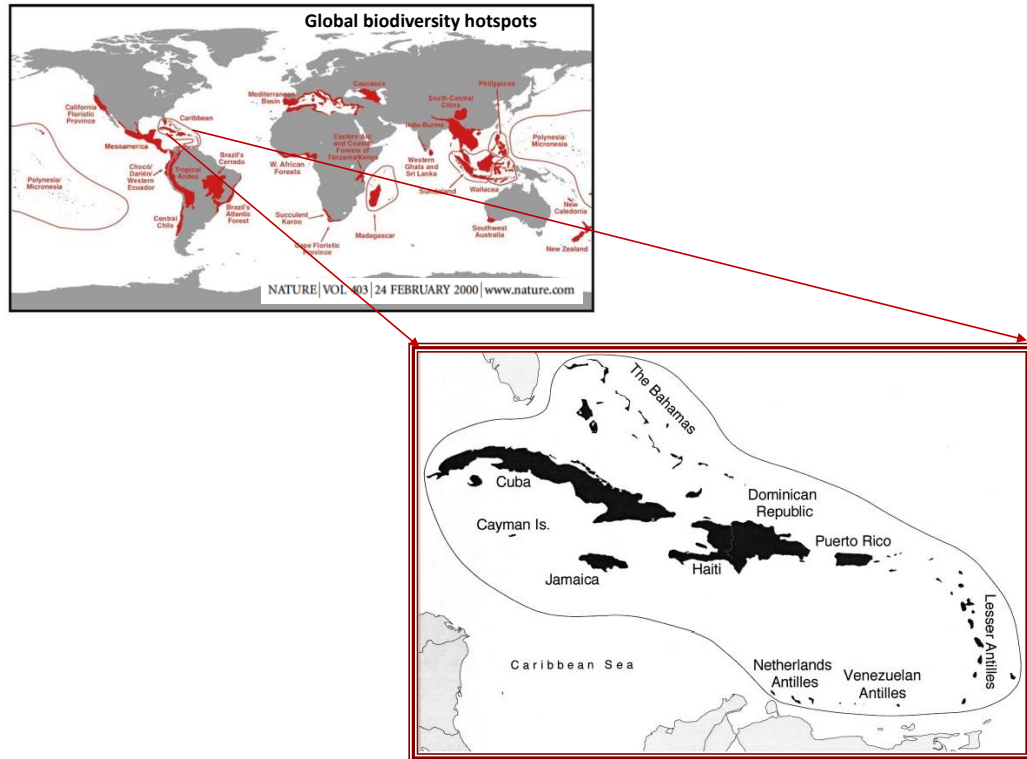 Global biodiversity hotspots
California
Floristic
Province
Caribbean
Mesoamerica
Polynesia/
Micronesia
Chocó/
Darién/
Western
Ecuador
Tropical
Andes
Brazil's
Cerrado
Brazil's
Atlantic
Forest
Central
Chile
Mediterranean
Basin
Caucasus
W. African
Forests
Eastern Arc
and Coastal
Forests of
Tanzania/Kenya
Succulent
Karoo
Cape Floristic
Province
Madagascar
South-Central
China
Indo-Burma
Western
Ghats and
Sri Lanka
Philippines
Sundaland
Wallacea
Polynesia/
Micronesia
New
Caledonia
Southwest
Australia
New Zealand
NATURE | VOL 403 | 24 FEBRUARY 2000 | www.nature.com
The Bahamas
Cuba
Cayman Is.
Jamaica
Haiti
Dominican
Republic
Puerto Rico
Lesser Antilles
Caribbean Sea
Netherlands
Antilles
Venezuelan
Antilles